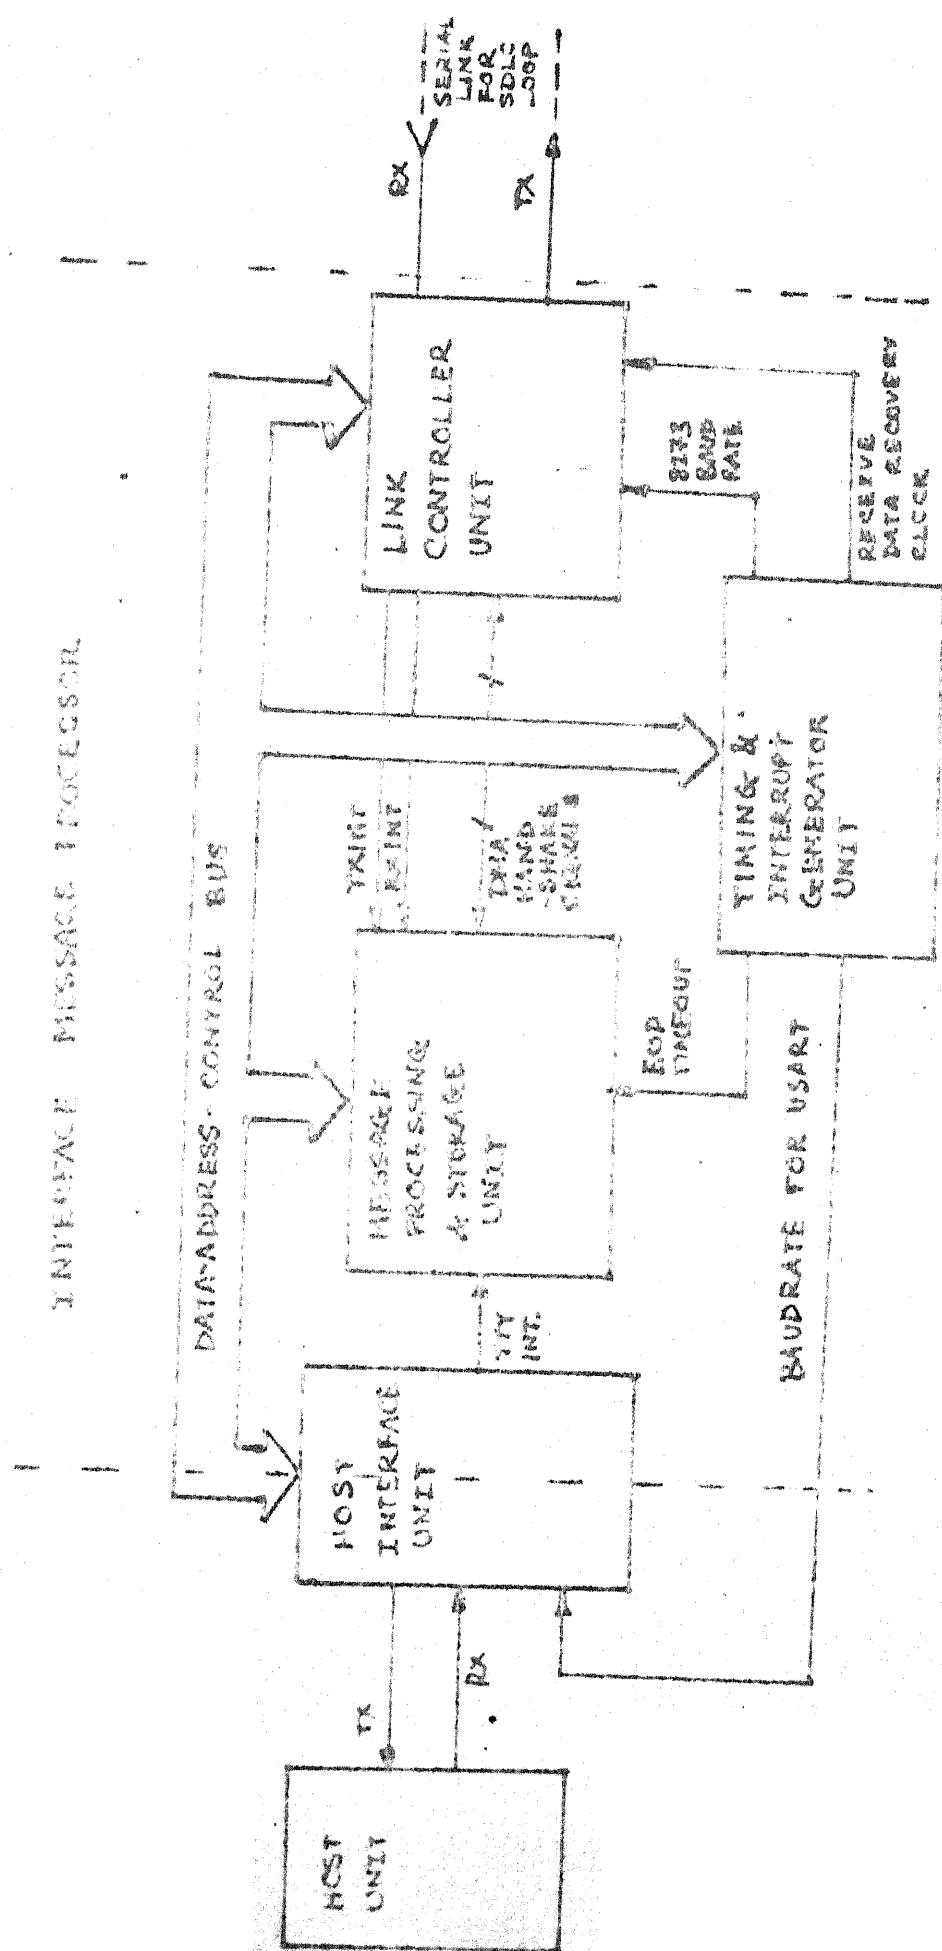 INTERFACE MESSAGE POCESSOR
DATA-ADDRESS-CONTROL BUS
HOST
UNIT
TX
RX
HOST
INTERFACE
UNIT
TTY
INT.
MESSAGE
PROCESSING
& STORAGE
UNIT
TXINT
RXINT
DMA
HAND
-SHAKE
EOP
TIMEOUT
BAUDRATE FOR USART
TIMING &
INTERRUPT
GENERATOR
UNIT
LINK
CONTROLLER
UNIT
8273
BAUD
RATE
RECEIVE
DATA RECOVERY
CLOCK
RX
TX
SERIAL
LINK
FOR
SDLC
LOOP